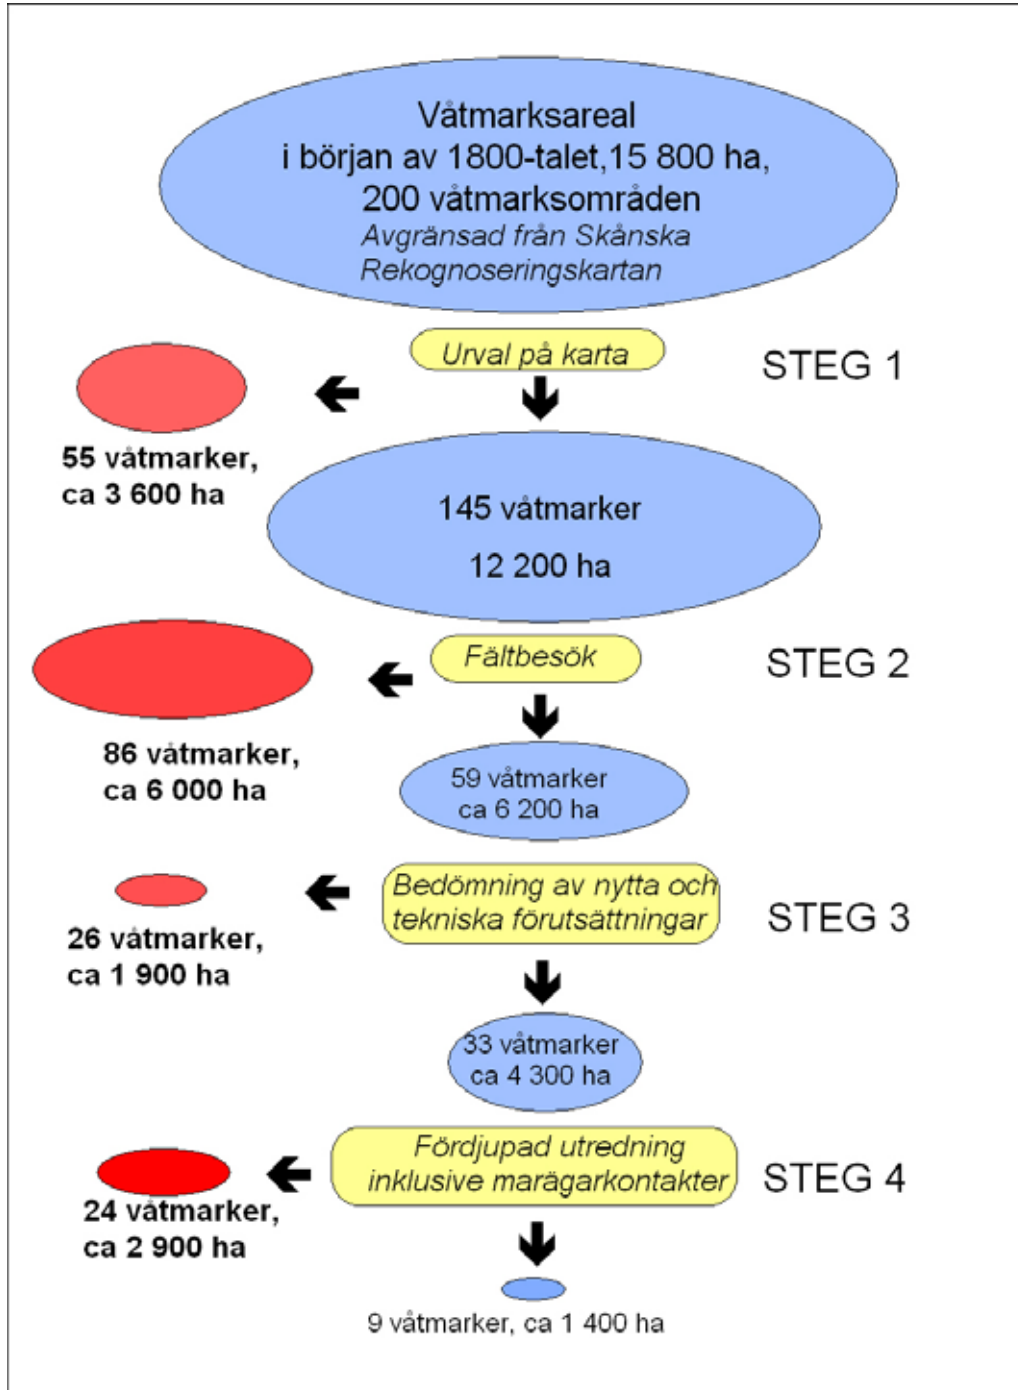 Våtmarksareal
i början av 1800-talet,15 800 ha,
200 våtmarksområden
Avgränsad från Skånska
Rekognoseringskartan
Urval på karta
STEG 1
55 våtmarker,
ca 3 600 ha
145 våtmarker
12 200 ha
Fältbesök
STEG 2
86 våtmarker,
ca 6 000 ha
59 våtmarker
ca 6 200 ha
Bedömning av nytta och
tekniska förutsättningar
STEG 3
26 våtmarker,
ca 1 900 ha
33 våtmarker
ca 4 300 ha
Fördjupad utredning
inklusive marägarkontakter
STEG 4
24 våtmarker,
ca 2 900 ha
9 våtmarker, ca 1 400 ha